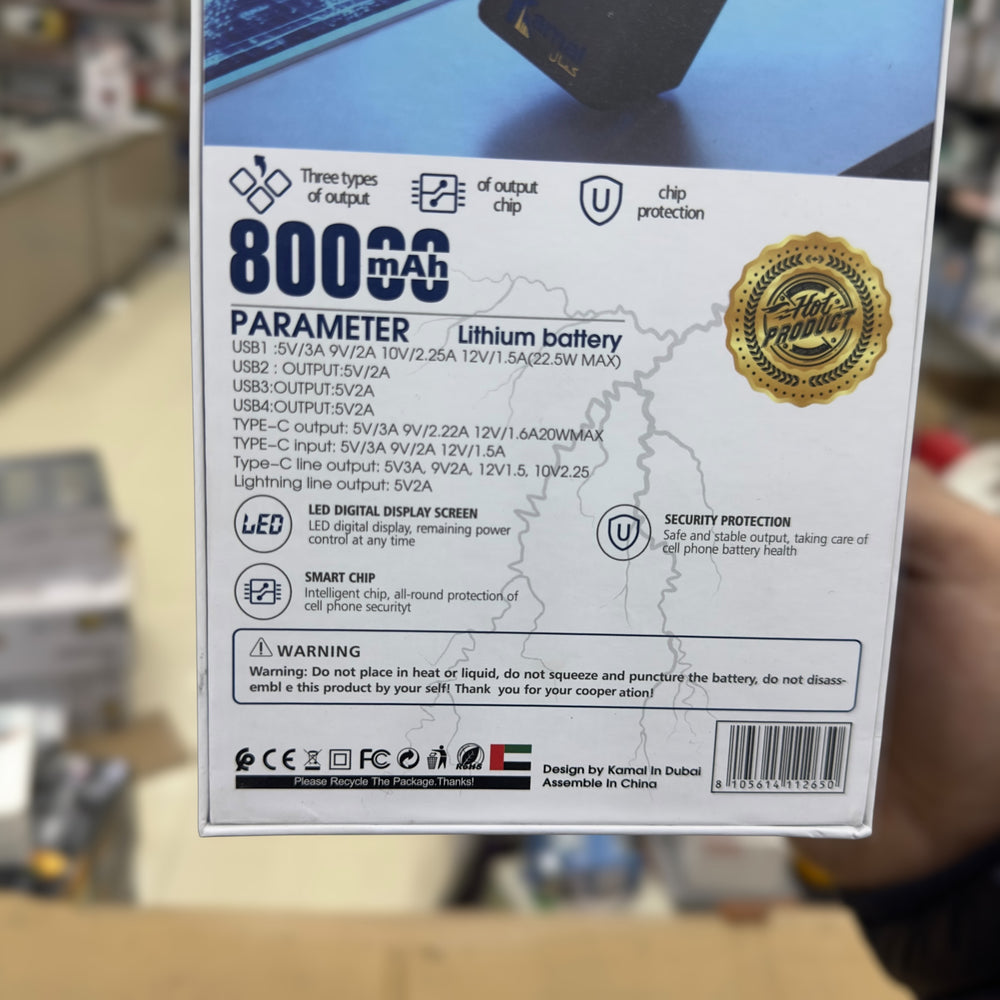 Kamal
كمال
Three types
of output
of output
chip
chip
protection
80000
mAh
PARAMETER Lithium battery
Hot
PRODUCT
USB1 :5V/3A 9V/2A 10V/2.25A 12V/1.5A(22.5W MAX)
USB2 : OUTPUT:5V/2A
USB3:OUTPUT:5V2A
USB4:OUTPUT:5V2A
TYPE-C output: 5V/3A 9V/2.22A 12V/1.6A20WMAX
TYPE-C input: 5V/3A 9V/2A 12V/1.5A
Type-C line output: 5V3A, 9V2A, 12V1.5, 10V2.25
Lightning line output: 5V2A
LED
LED DIGITAL DISPLAY SCREEN
LED digital display, remaining power
control at any time
U
SECURITY PROTECTION
Safe and stable output, taking care of
cell phone battery health
SMART CHIP
Intelligent chip, all-round protection of
cell phone securityt
WARNING
Warning: Do not place in heat or liquid, do not squeeze and puncture the battery, do not disass-
embl e this product by your self! Thank you for your cooper ation!
CE FC RoHS
Please Recycle The Package.Thanks!
Design by Kamal In Dubai
Assemble In China
8 105614 112650